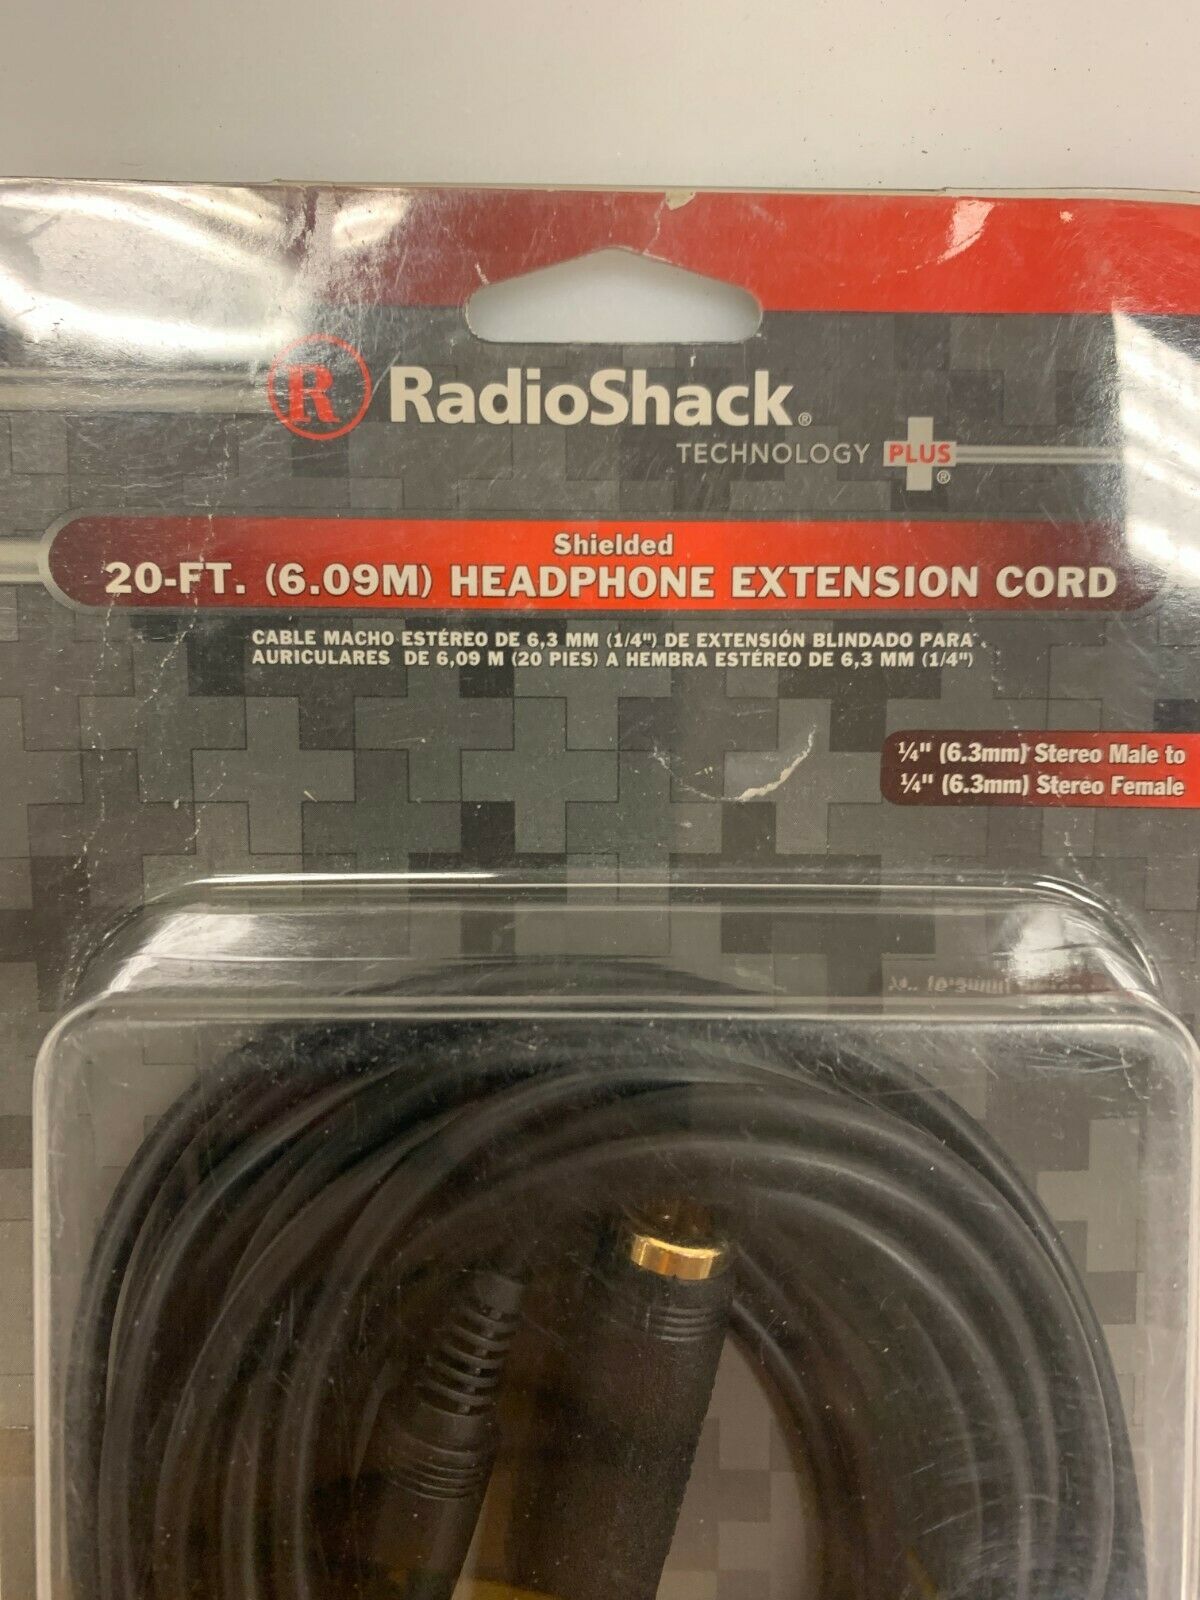 R RadioShack®
TECHNOLOGY PLUS®
Shielded
20-FT. (6.09M) HEADPHONE EXTENSION CORD
CABLE MACHO ESTÉREO DE 6,3 MM (1/4") DE EXTENSIÓN BLINDADO PARA
AURICULARES DE 6,09 M (20 PIES) A HEMBRA ESTÉREO DE 6,3 MM (1/4")
¼" (6.3mm) Stereo Male to
¼" (6.3mm) Stereo Female